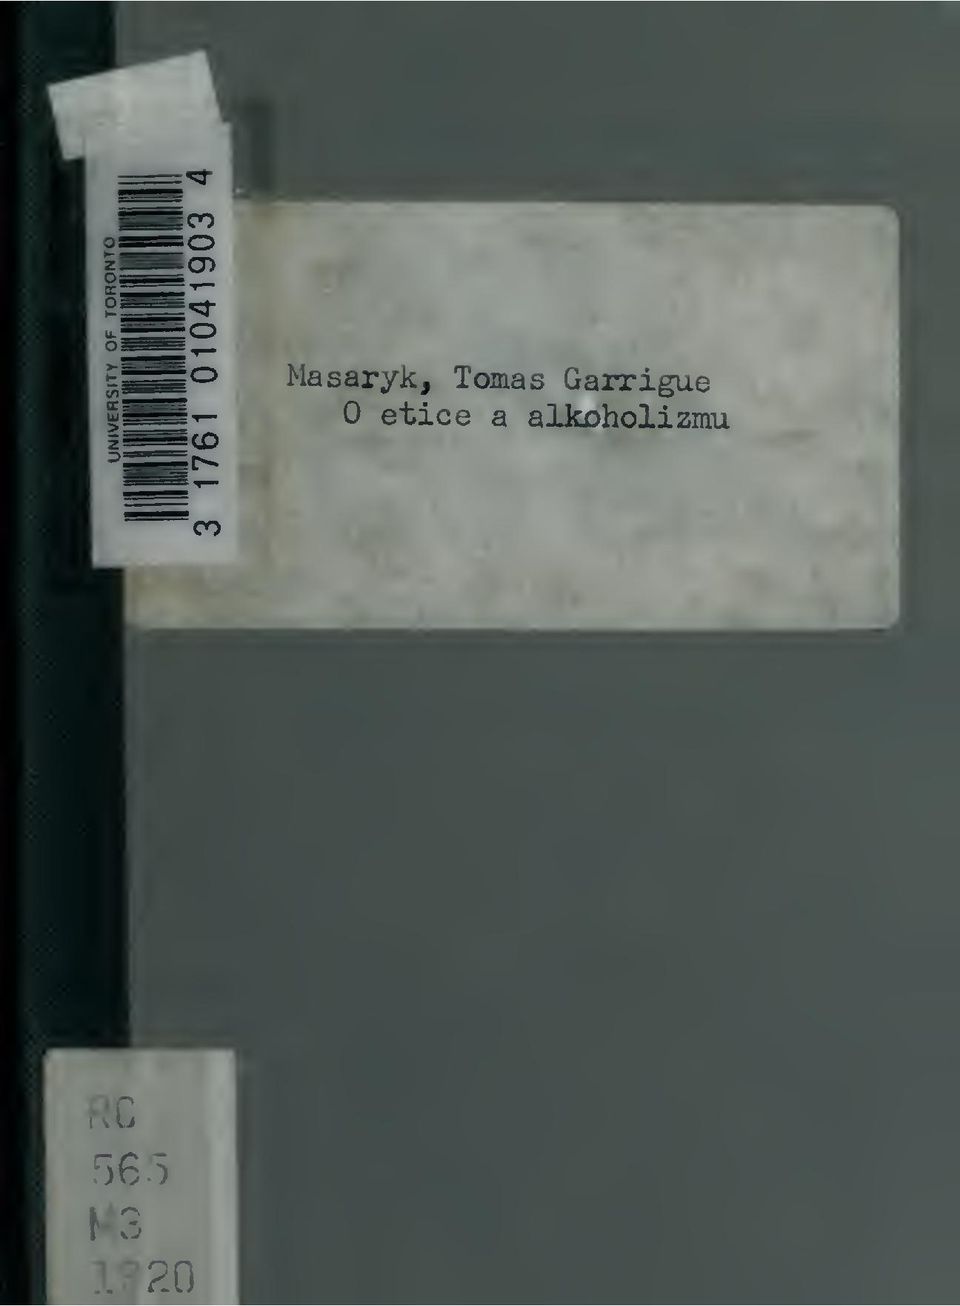 UNIVERSITY OF TORONTO
3 1761 01041903 4
Masaryk, Tomas Garrigue
O etice a alkoholizmu
RC
565
M3
1920